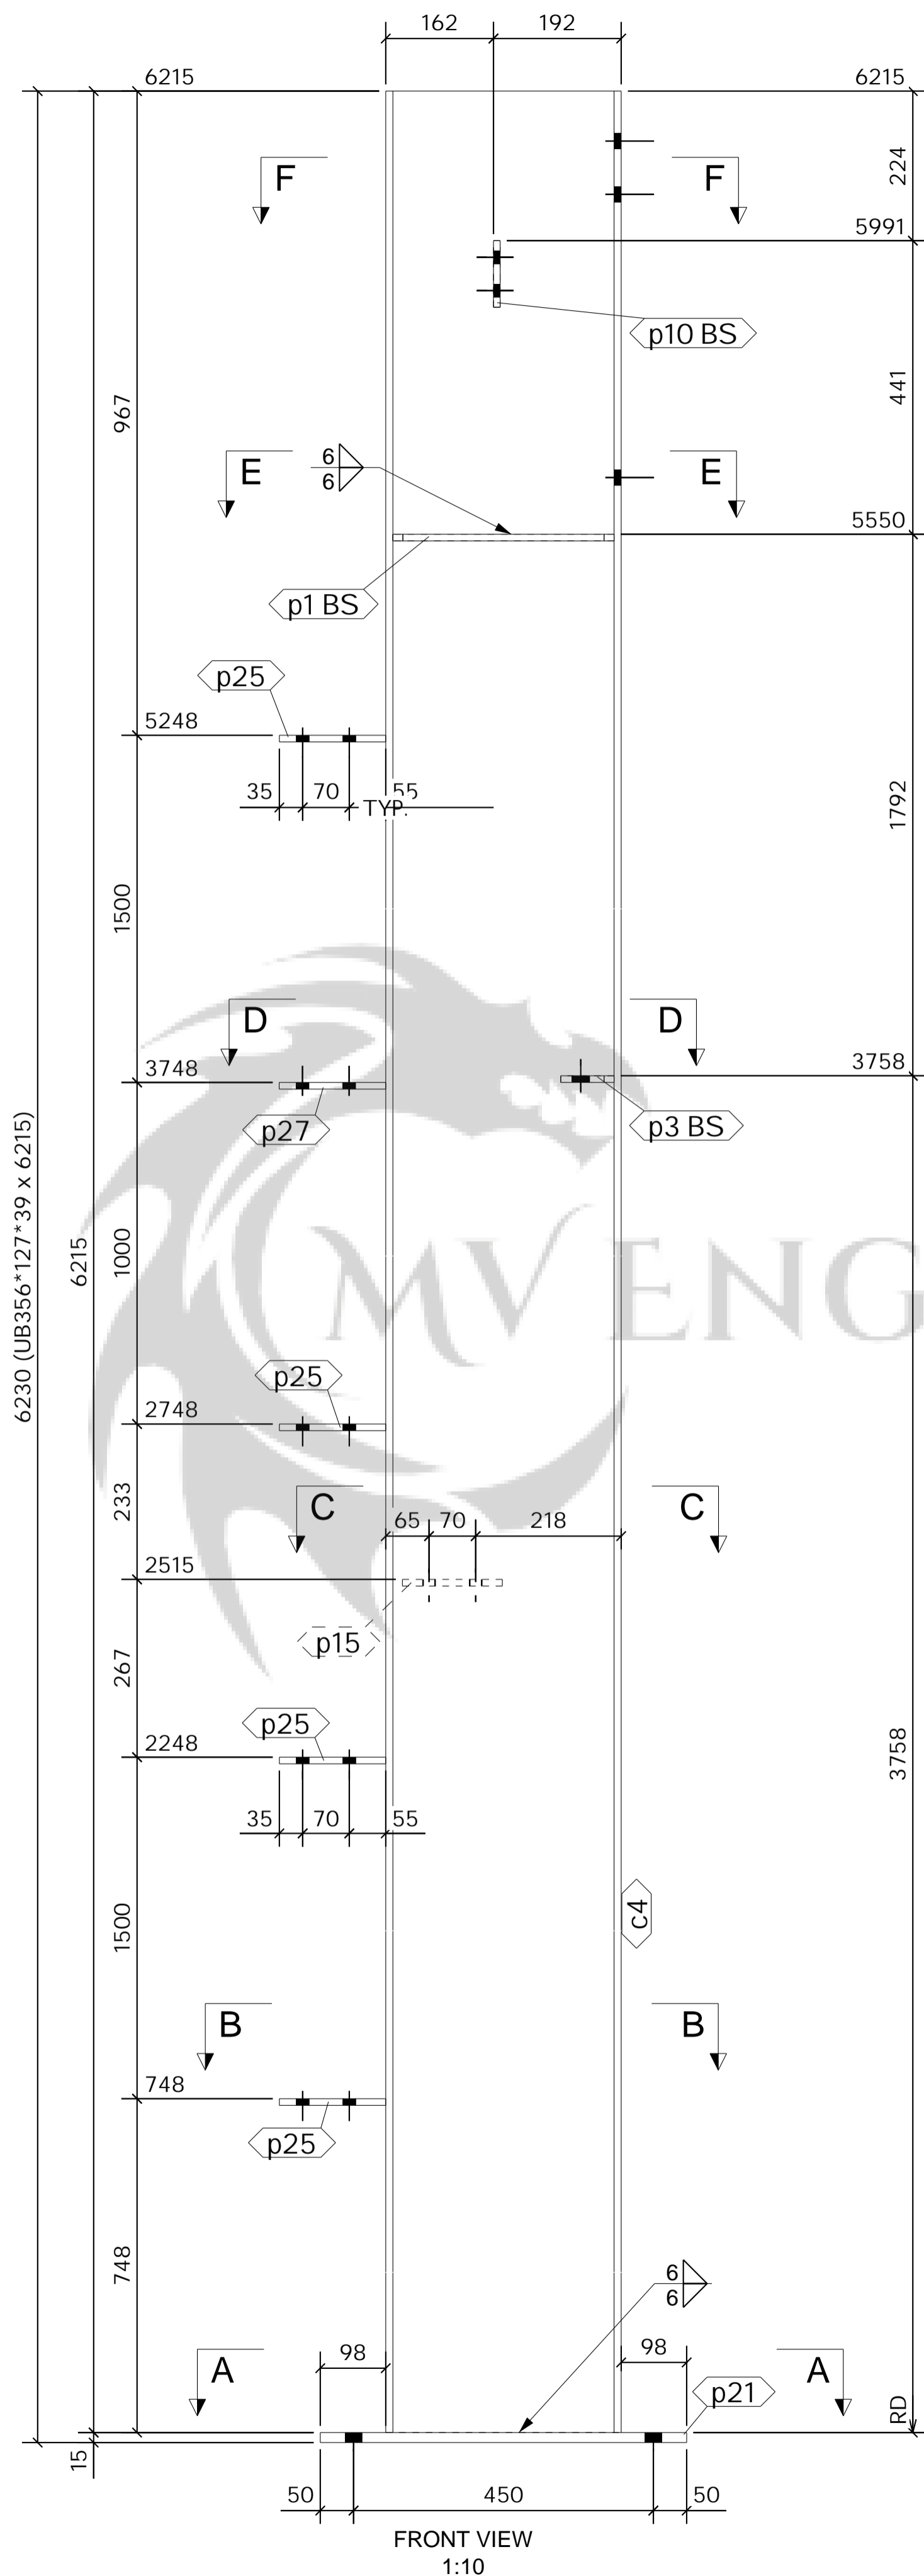 162 192
6215 6215
F F
224
5991
p10 BS
441
967
6
6
E E
5550
p1 BS
p25
5248
35 70 55
TYP.
1792
1500
D D
3748 3758
p27 p3 BS
6230 (UB356*127*39 x 6215)
6215
1000
MV ENG
p25
2748
233
C C
65 70 218
2515
p15
267
p25
2248
3758
35 70 55
c4
1500
B B
748
p25
748
6
6
98 98
A A
p21
RD
15
50 450 50
FRONT VIEW
1:10